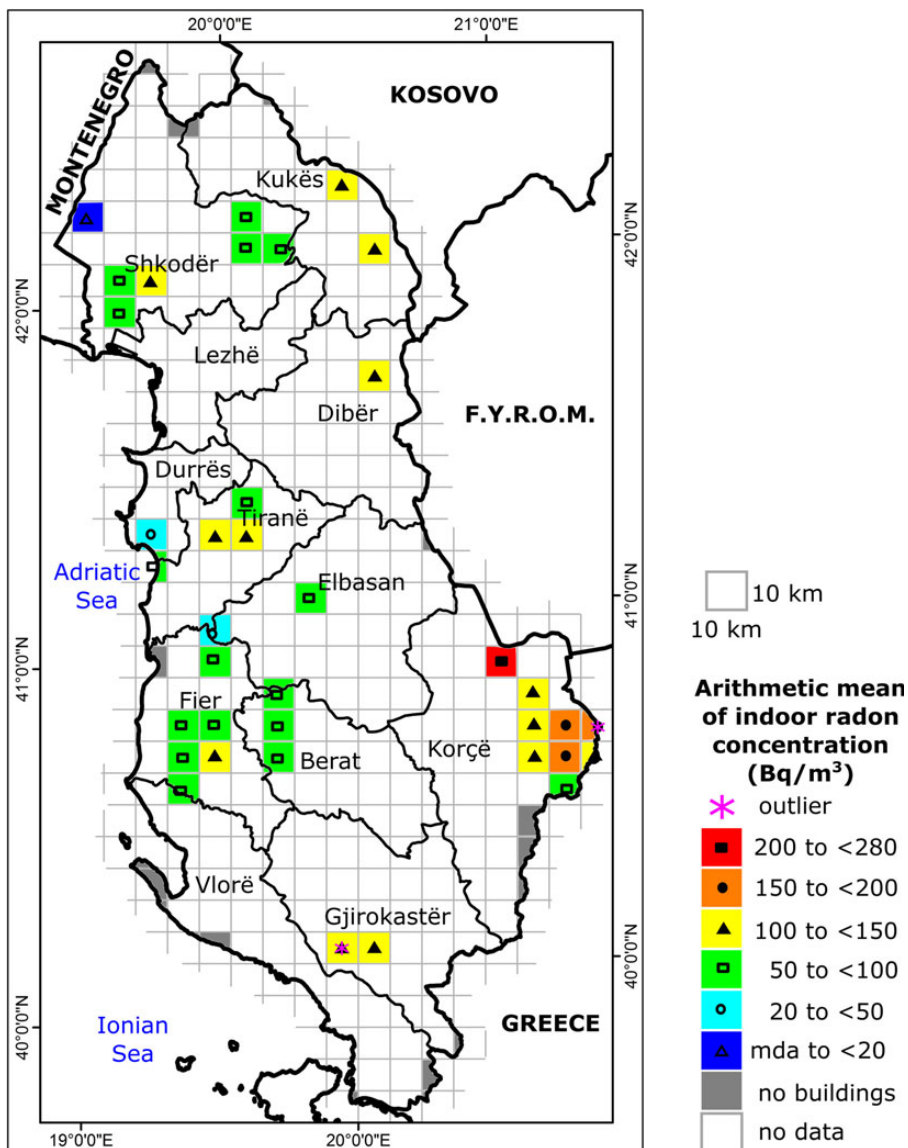 20°0'0"E
21°0'0"E
MONTENEGRO
KOSOVO
Kukës
42°0'0"N
Shkodër
42°0'0"N
Lezhë
Dibër
F.Y.R.O.M.
Durrës
Tiranë
Adriatic
Sea
Elbasan
41°0'0"N
10 km
10 km
41°0'0"N
Fier
Berat
Korçë
Arithmetic mean
of indoor radon
concentration
(Bq/m³)
outlier
200 to <280
150 to <200
100 to <150
50 to <100
20 to <50
mda to <20
no buildings
no data
Vlorë
Gjirokastër
40°0'0"N
Ionian
Sea
GREECE
40°0'0"N
19°0'0"E
20°0'0"E